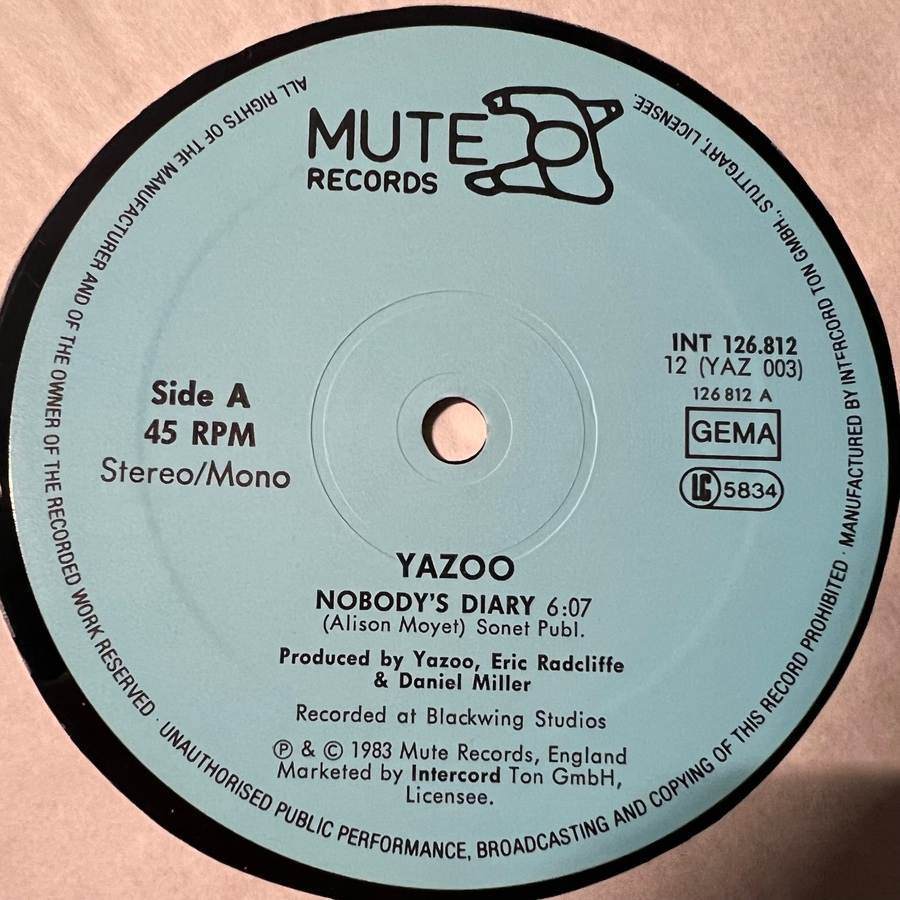 MUTE
RECORDS
Side A
45 RPM
Stereo/Mono
INT 126.812
12 (YAZ 003)
126 812 A
GEMA
LC 5834
YAZOO
NOBODY'S DIARY 6:07
(Alison Moyet) Sonet Publ.
Produced by Yazoo, Eric Radcliffe
& Daniel Miller
Recorded at Blackwing Studios
Ⓟ & © 1983 Mute Records, England
Marketed by Intercord Ton GmbH,
Licensee.
ALL RIGHTS OF THE MANUFACTURER AND OF THE OWNER OF THE RECORDED WORK RESERVED · UNAUTHORISED PUBLIC PERFORMANCE, BROADCASTING AND COPYING OF THIS RECORD PROHIBITED · MANUFACTURED BY INTERCORD TON GMBH., STUTTGART, LICENSEE.